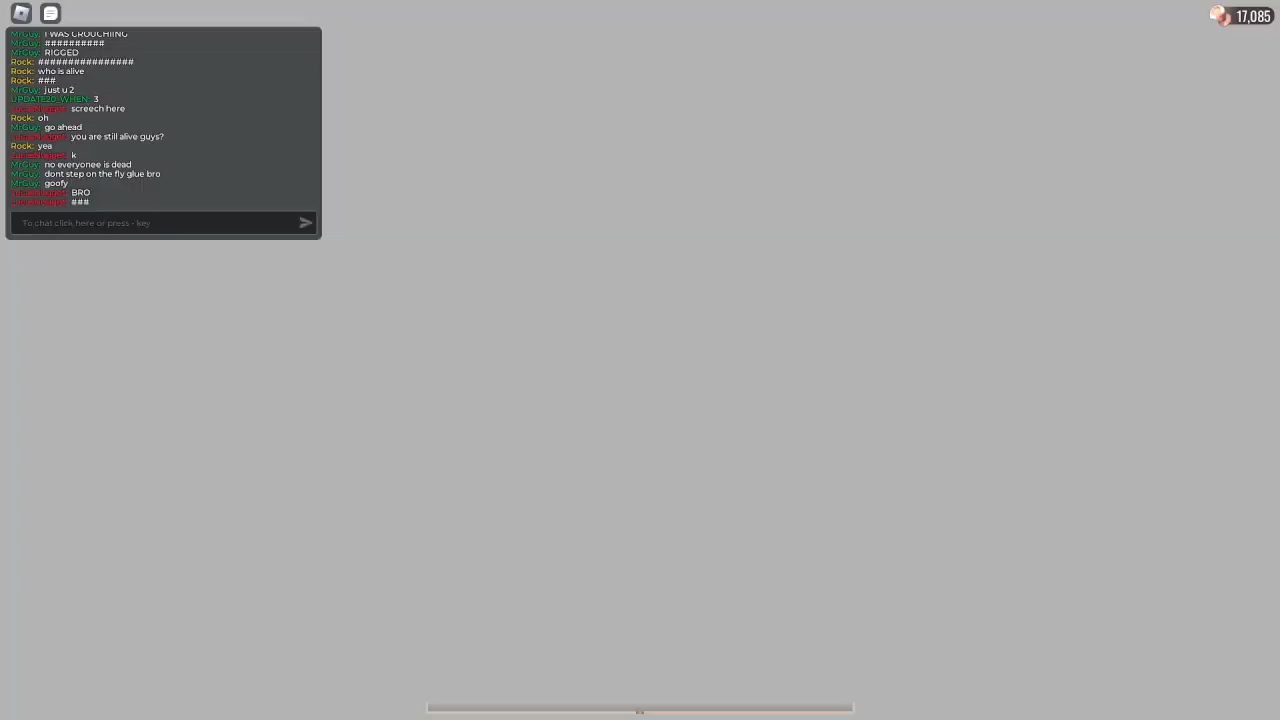 17,085
MrGuy: I WAS CROUCHIING
MrGuy: ##########
MrGuy: RIGGED
Rock: ################
Rock: who is alive
Rock: ###
MrGuy: just u 2
UPDATE20_WHEN: 3
screech here
Rock: oh
MrGuy: go ahead
you are still alive guys?
Rock: yea
k
MrGuy: no everyonee is dead
MrGuy: dont step on the fly glue bro
MrGuy: goofy
BRO
###
To chat click here or press - key